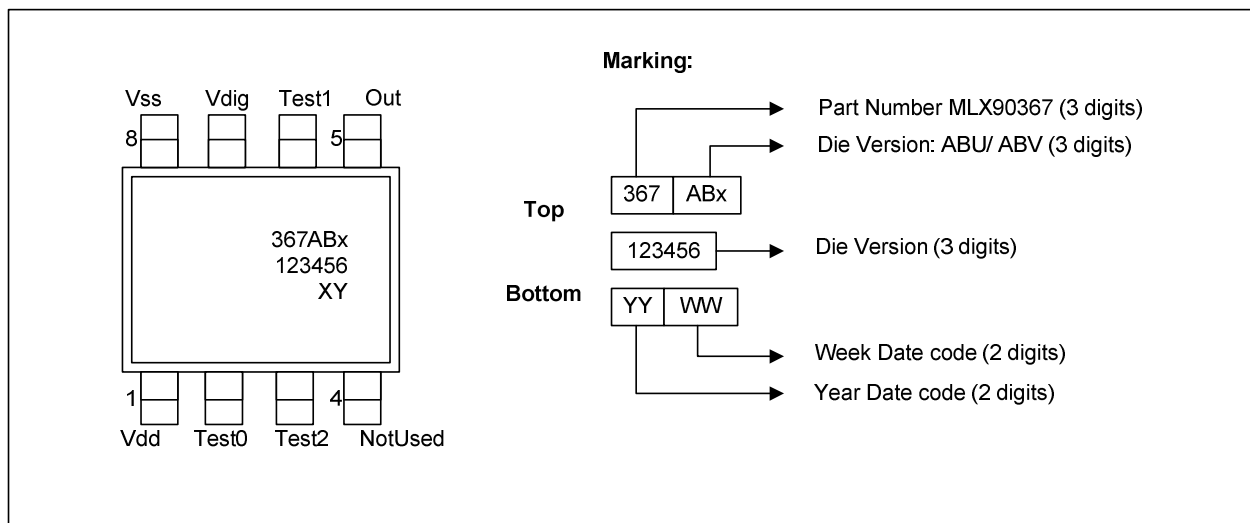 Marking:
Vss Vdig Test1 Out
8 5
367ABx
123456
XY
1 4
Vdd Test0 Test2 NotUsed
Part Number MLX90367 (3 digits)
Die Version: ABU/ ABV (3 digits)
Top
367 ABx
123456
Die Version (3 digits)
Bottom
YY WW
Week Date code (2 digits)
Year Date code (2 digits)